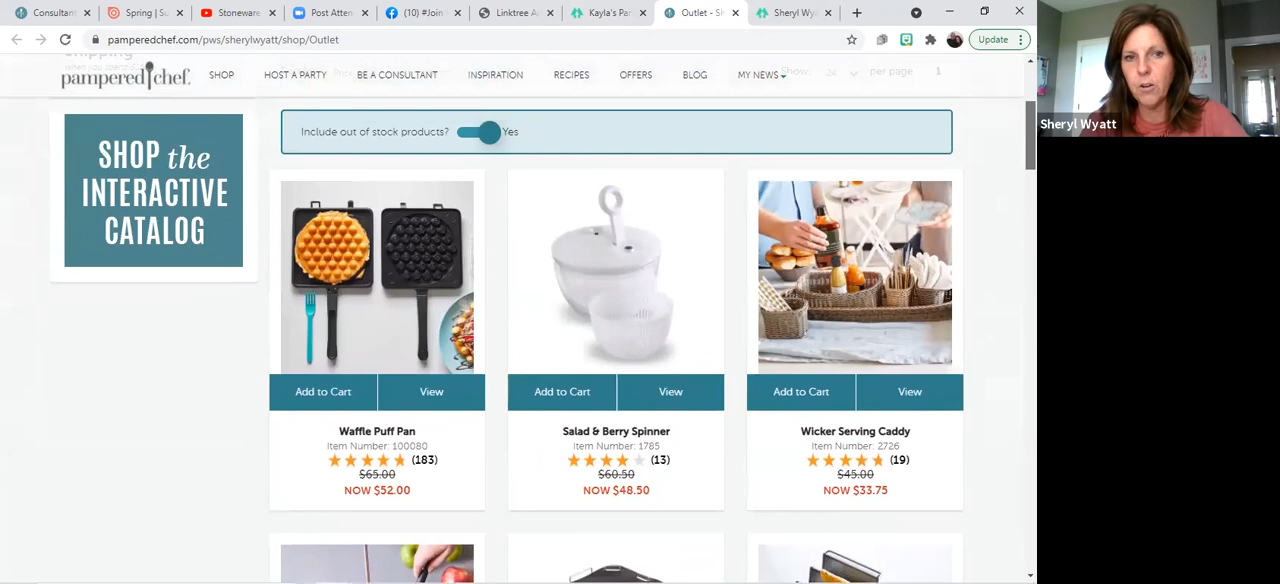 Consultant
Spring | Su
Stoneware
Post Atten
(10) #Join
Linktree A
Kayla's Par
Outlet - Sh
Sheryl Wy
pamperedchef.com/pws/sherylwyatt/shop/Outlet
Update
pampered chef.
SHOP
HOST A PARTY
BE A CONSULTANT
INSPIRATION
RECIPES
OFFERS
BLOG
MY NEWS
Show: 24 per page 1
Sheryl Wyatt
SHOP the
INTERACTIVE
CATALOG
Include out of stock products? Yes
Add to Cart View Add to Cart View Add to Cart View
Waffle Puff Pan
Item Number: 100080
(183)
$65.00
NOW $52.00
Salad & Berry Spinner
Item Number: 1785
(13)
$60.50
NOW $48.50
Wicker Serving Caddy
Item Number: 2726
(19)
$45.00
NOW $33.75